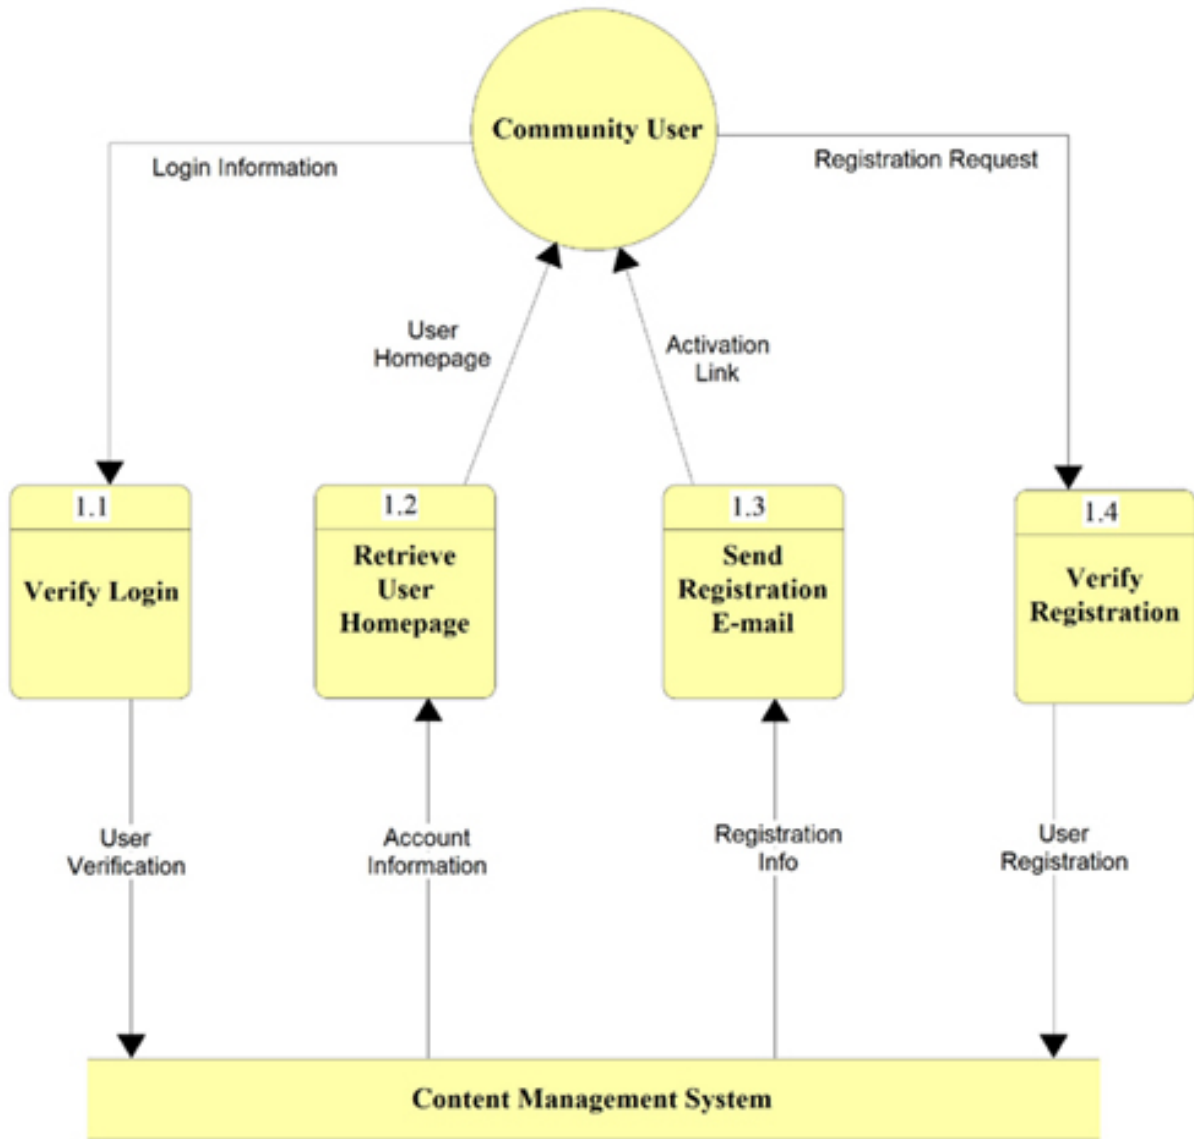 Community User
Login Information
Registration Request
User
Homepage
Activation
Link
1.1
Verify Login
1.2
Retrieve
User
Homepage
1.3
Send
Registration
E-mail
1.4
Verify
Registration
User
Verification
Account
Information
Registration
Info
User
Registration
Content Management System